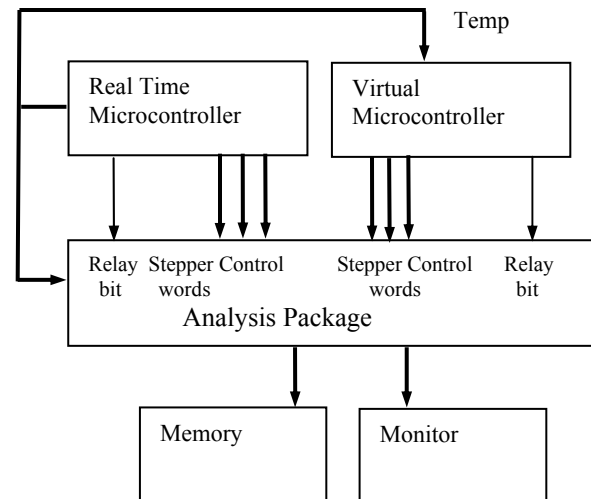 Temp
Real Time
Microcontroller
Virtual
Microcontroller
Relay
bit
Stepper Control
words
Stepper Control
words
Relay
bit
Analysis Package
Memory
Monitor